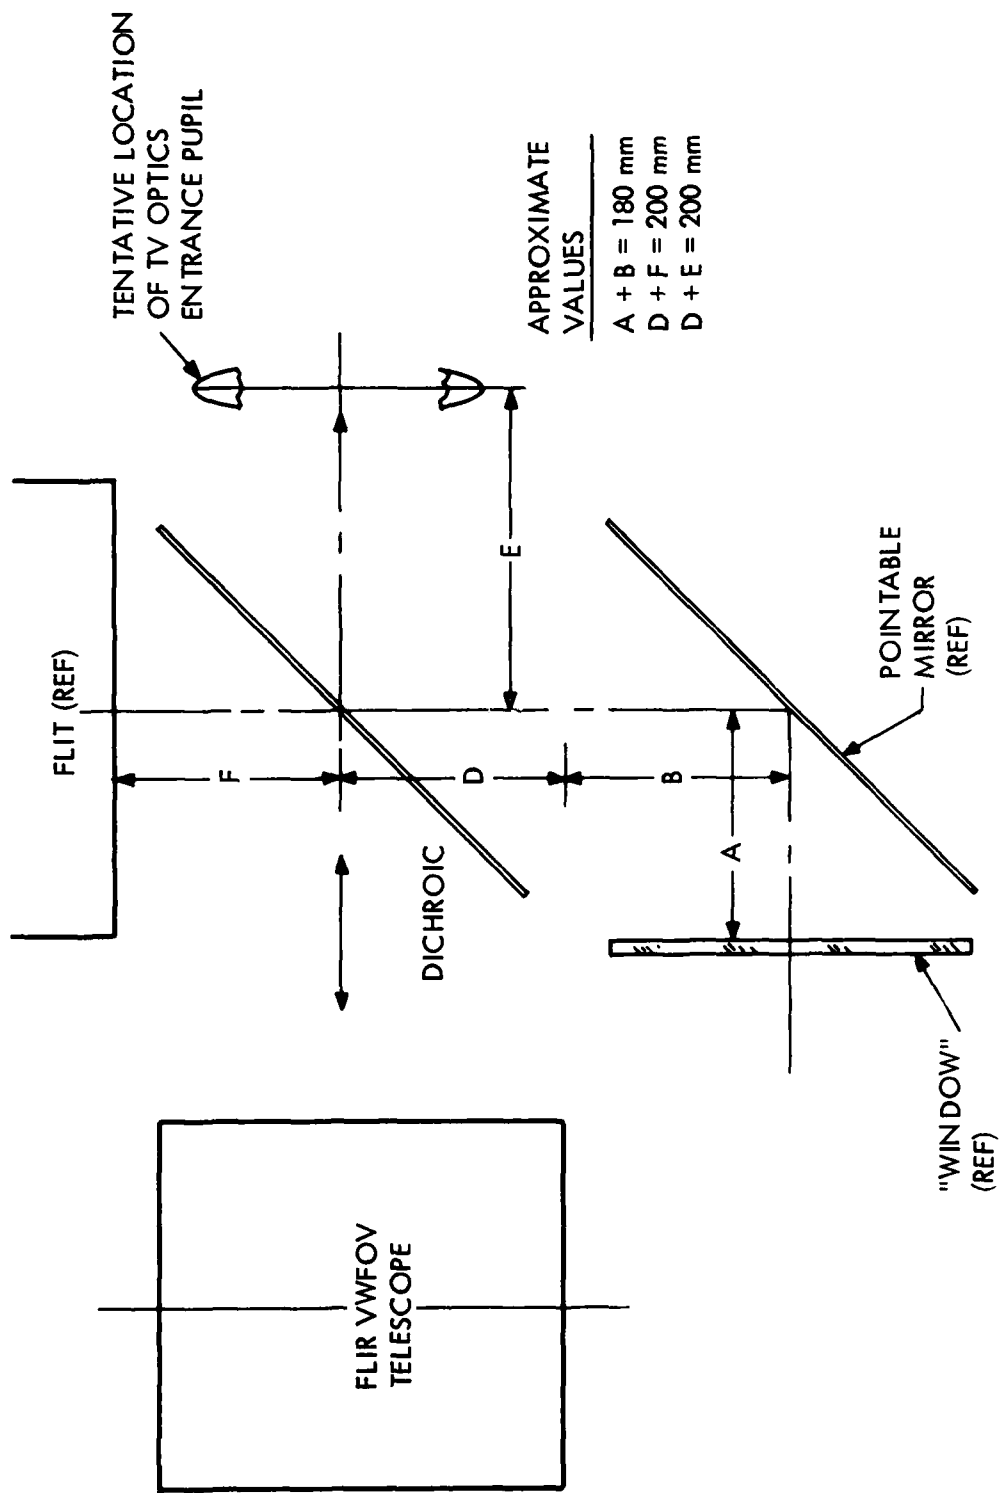 FLIT (REF)
TENTATIVE LOCATION
OF TV OPTICS
ENTRANCE PUPIL
F
FLIR VWFOV
TELESCOPE
DICHROIC
D
E
APPROXIMATE
VALUES
A + B = 180 mm
D + F = 200 mm
D + E = 200 mm
B
A
POINTABLE
MIRROR
(REF)
"WINDOW"
(REF)